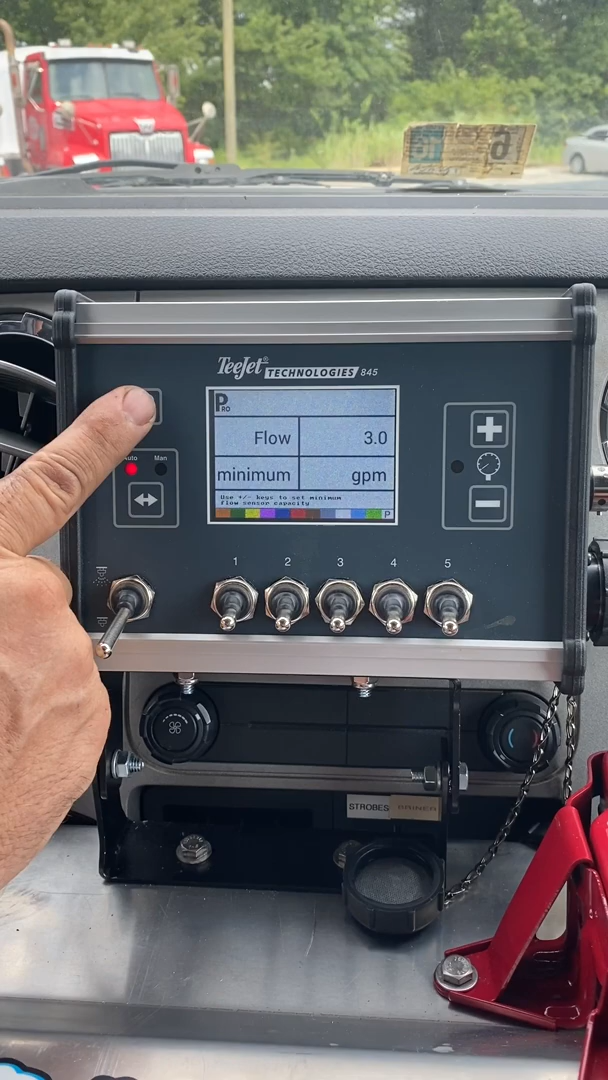 TeeJet® TECHNOLOGIES 845
PRO
Flow 3.0
minimum gpm
Use +/- keys to set minimum
flow sensor capacity
P
Auto Man
1 2 3 4 5
STROBES